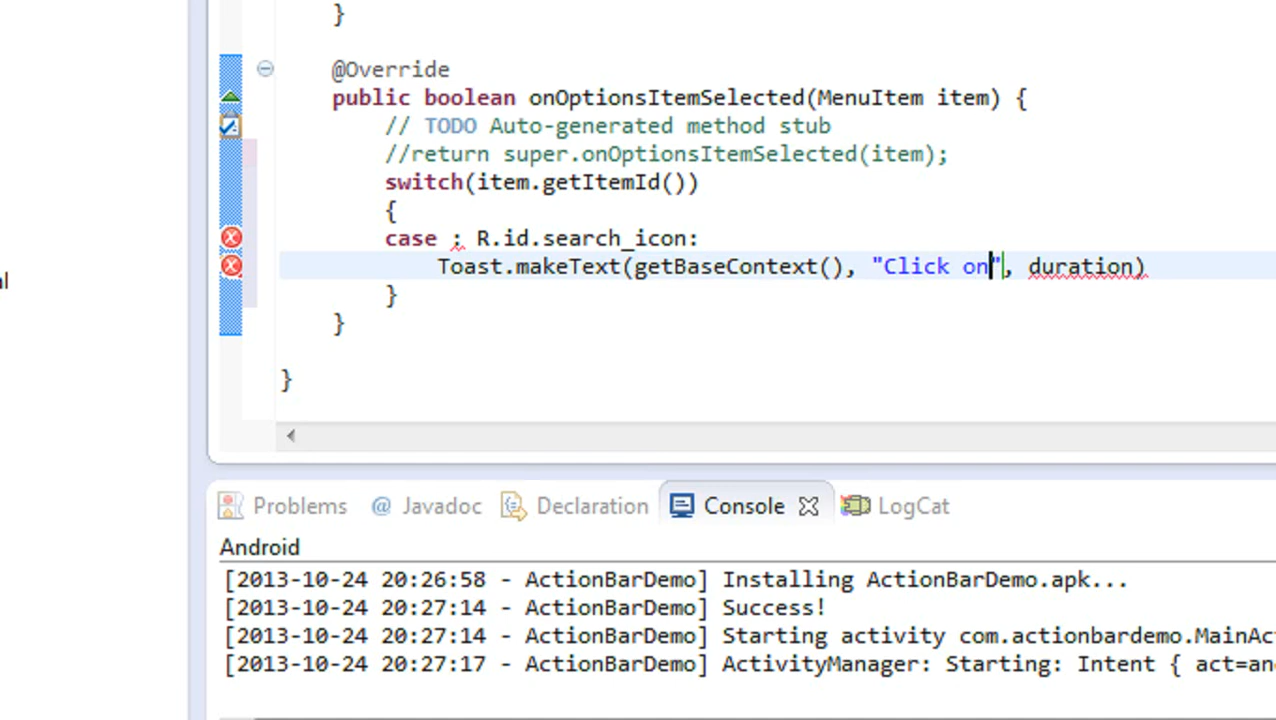 }
@Override
public boolean onOptionsItemSelected(MenuItem item) {
// TODO Auto-generated method stub
//return super.onOptionsItemSelected(item);
switch(item.getItemId())
{
case : R.id.search_icon:
Toast.makeText(getBaseContext(), "Click on", duration)
}
}
}
Problems @ Javadoc Declaration Console LogCat
Android
[2013-10-24 20:26:58 - ActionBarDemo] Installing ActionBarDemo.apk...
[2013-10-24 20:27:14 - ActionBarDemo] Success!
[2013-10-24 20:27:14 - ActionBarDemo] Starting activity com.actionbardemo.MainAc
[2013-10-24 20:27:17 - ActionBarDemo] ActivityManager: Starting: Intent { act=an